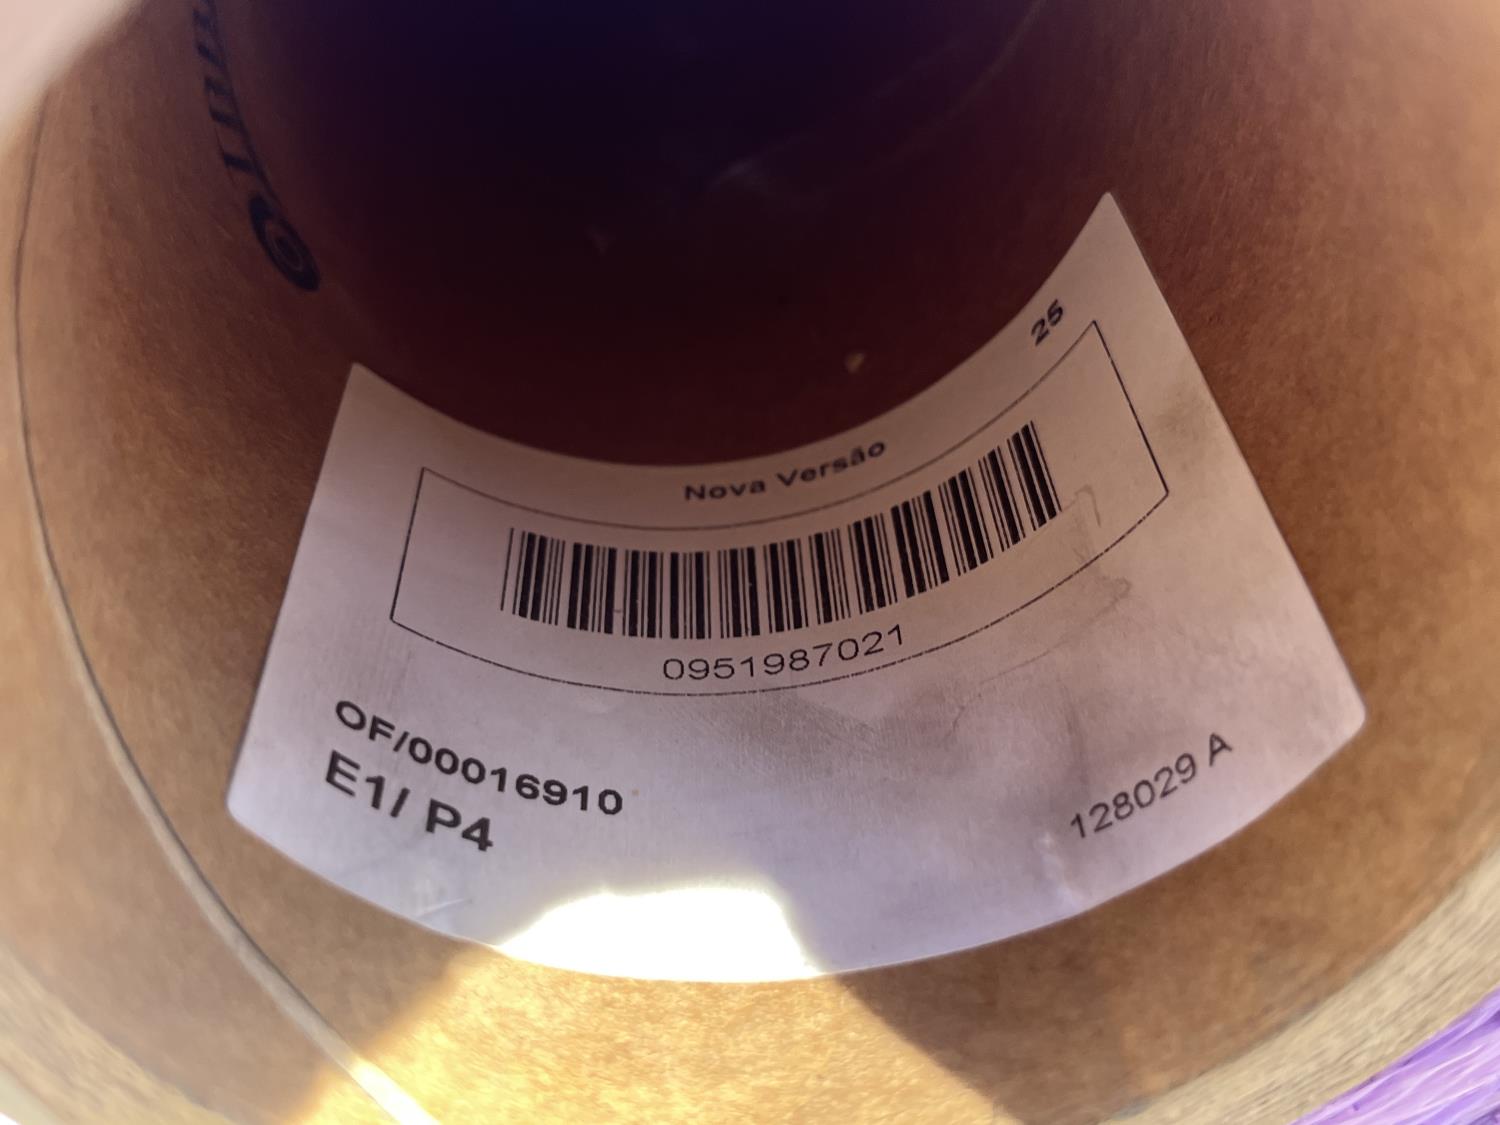 25
Nova Versão
0951987021
OF/00016910
E1/ P4
128029 A